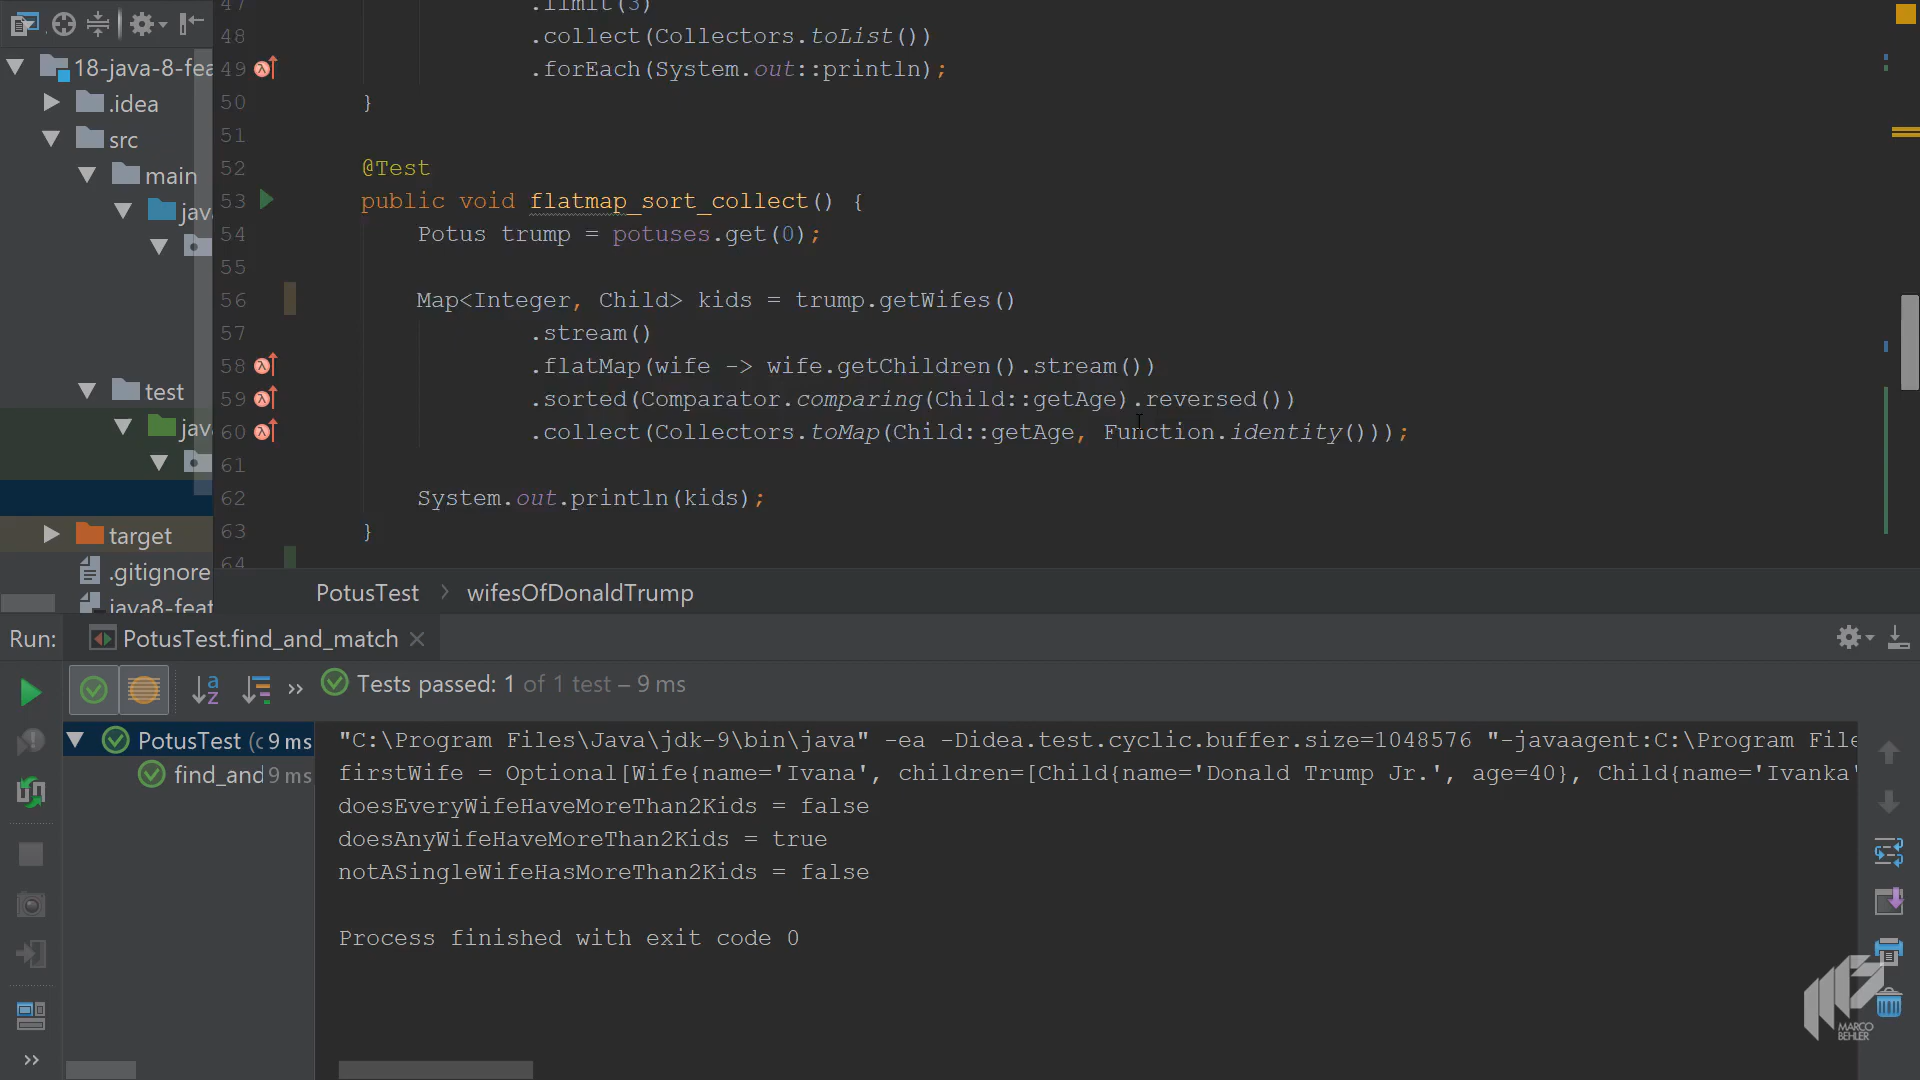 18-java-8-fea
.idea
src
main
jav
test
jav
target
.gitignore
java8-feat
47 .limit(3)
48 .collect(Collectors.toList())
49 .forEach(System.out::println);
50 }
51
52 @Test
53 public void flatmap_sort_collect() {
54 Potus trump = potuses.get(0);
55
56 Map<Integer, Child> kids = trump.getWifes()
57 .stream()
58 .flatMap(wife -> wife.getChildren().stream())
59 .sorted(Comparator.comparing(Child::getAge).reversed())
60 .collect(Collectors.toMap(Child::getAge, Function.identity()));
61
62 System.out.println(kids);
63 }
64
PotusTest > wifesOfDonaldTrump
Run: PotusTest.find_and_match
Tests passed: 1 of 1 test – 9 ms
PotusTest (c 9 ms
find_and 9 ms
"C:\Program Files\Java\jdk-9\bin\java" -ea -Didea.test.cyclic.buffer.size=1048576 "-javaagent:C:\Program File
firstWife = Optional[Wife{name='Ivana', children=[Child{name='Donald Trump Jr.', age=40}, Child{name='Ivanka'
doesEveryWifeHaveMoreThan2Kids = false
doesAnyWifeHaveMoreThan2Kids = true
notASingleWifeHasMoreThan2Kids = false
Process finished with exit code 0
MARCO
BEHLER